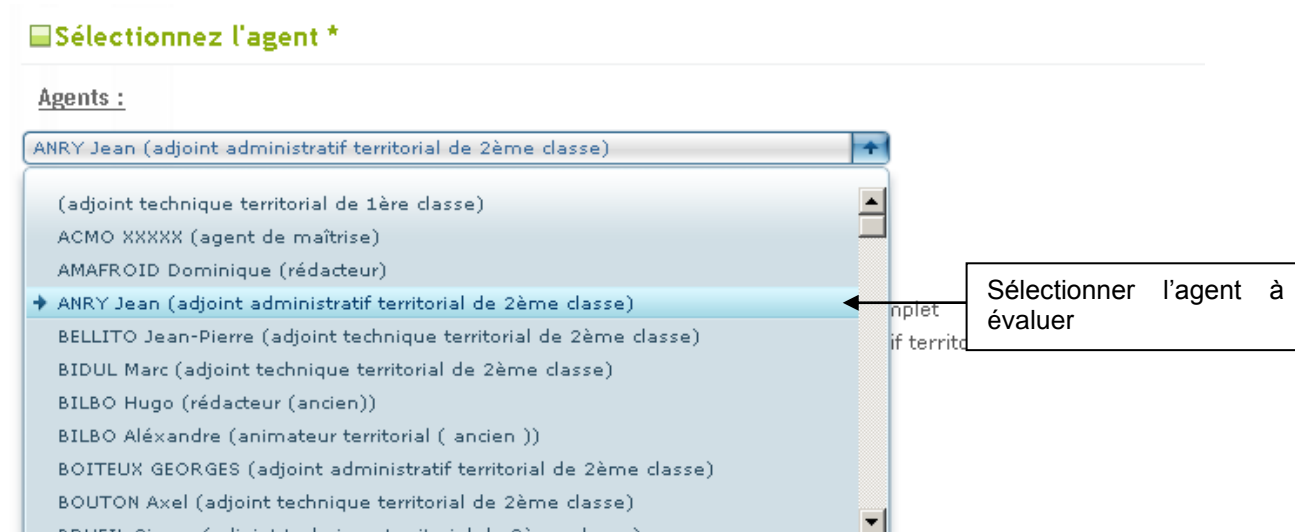 Sélectionnez l'agent *
Agents :
ANRY Jean (adjoint administratif territorial de 2ème classe)
(adjoint technique territorial de 1ère classe)
ACMO XXXXX (agent de maîtrise)
AMAFROID Dominique (rédacteur)
ANRY Jean (adjoint administratif territorial de 2ème classe)
BELLITO Jean-Pierre (adjoint technique territorial de 2ème classe)
BIDUL Marc (adjoint technique territorial de 2ème classe)
BILBO Hugo (rédacteur (ancien))
BILBO Aléxandre (animateur territorial ( ancien ))
BOITEUX GEORGES (adjoint administratif territorial de 2ème classe)
BOUTON Axel (adjoint technique territorial de 2ème classe)
Sélectionner l’agent à
évaluer